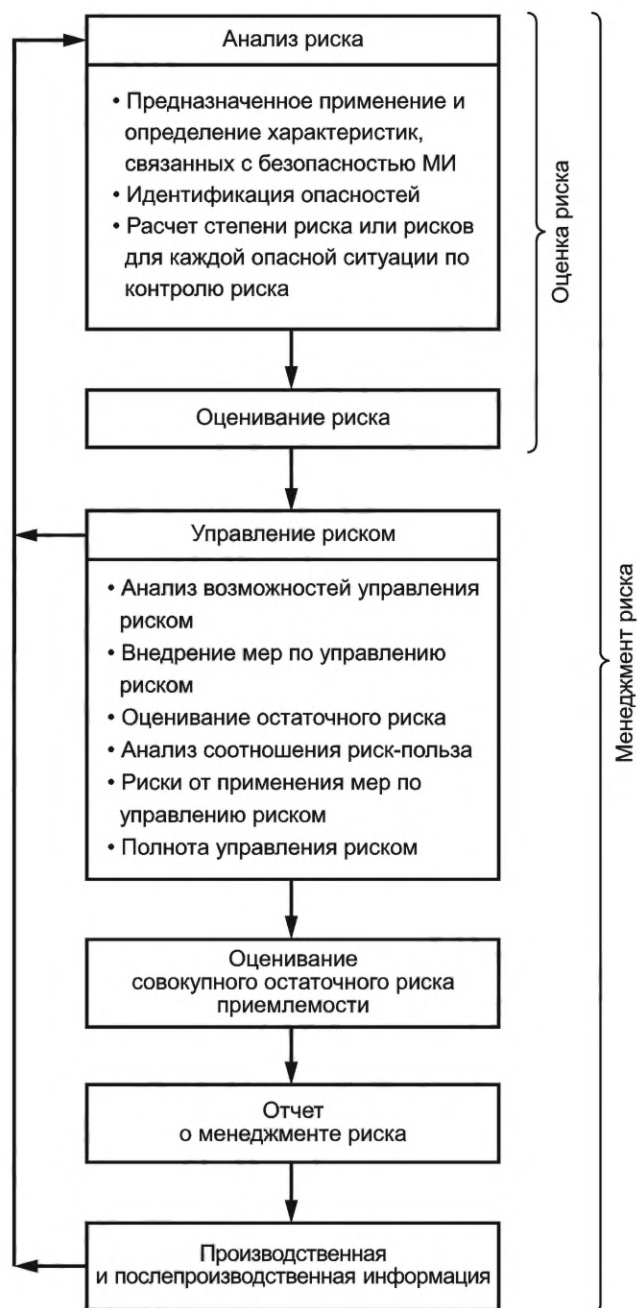 Анализ риска
• Предназначенное применение и
определение характеристик,
связанных с безопасностью МИ
• Идентификация опасностей
• Расчет степени риска или рисков
для каждой опасной ситуации по
контролю риска
Оценивание риска
Оценка риска
Управление риском
• Анализ возможностей управления
риском
• Внедрение мер по управлению
риском
• Оценивание остаточного риска
• Анализ соотношения риск-польза
• Риски от применения мер по
управлению риском
• Полнота управления риском
Оценивание
совокупного остаточного риска
приемлемости
Отчет
о менеджменте риска
Производственная
и послепроизводственная информация
Менеджмент риска